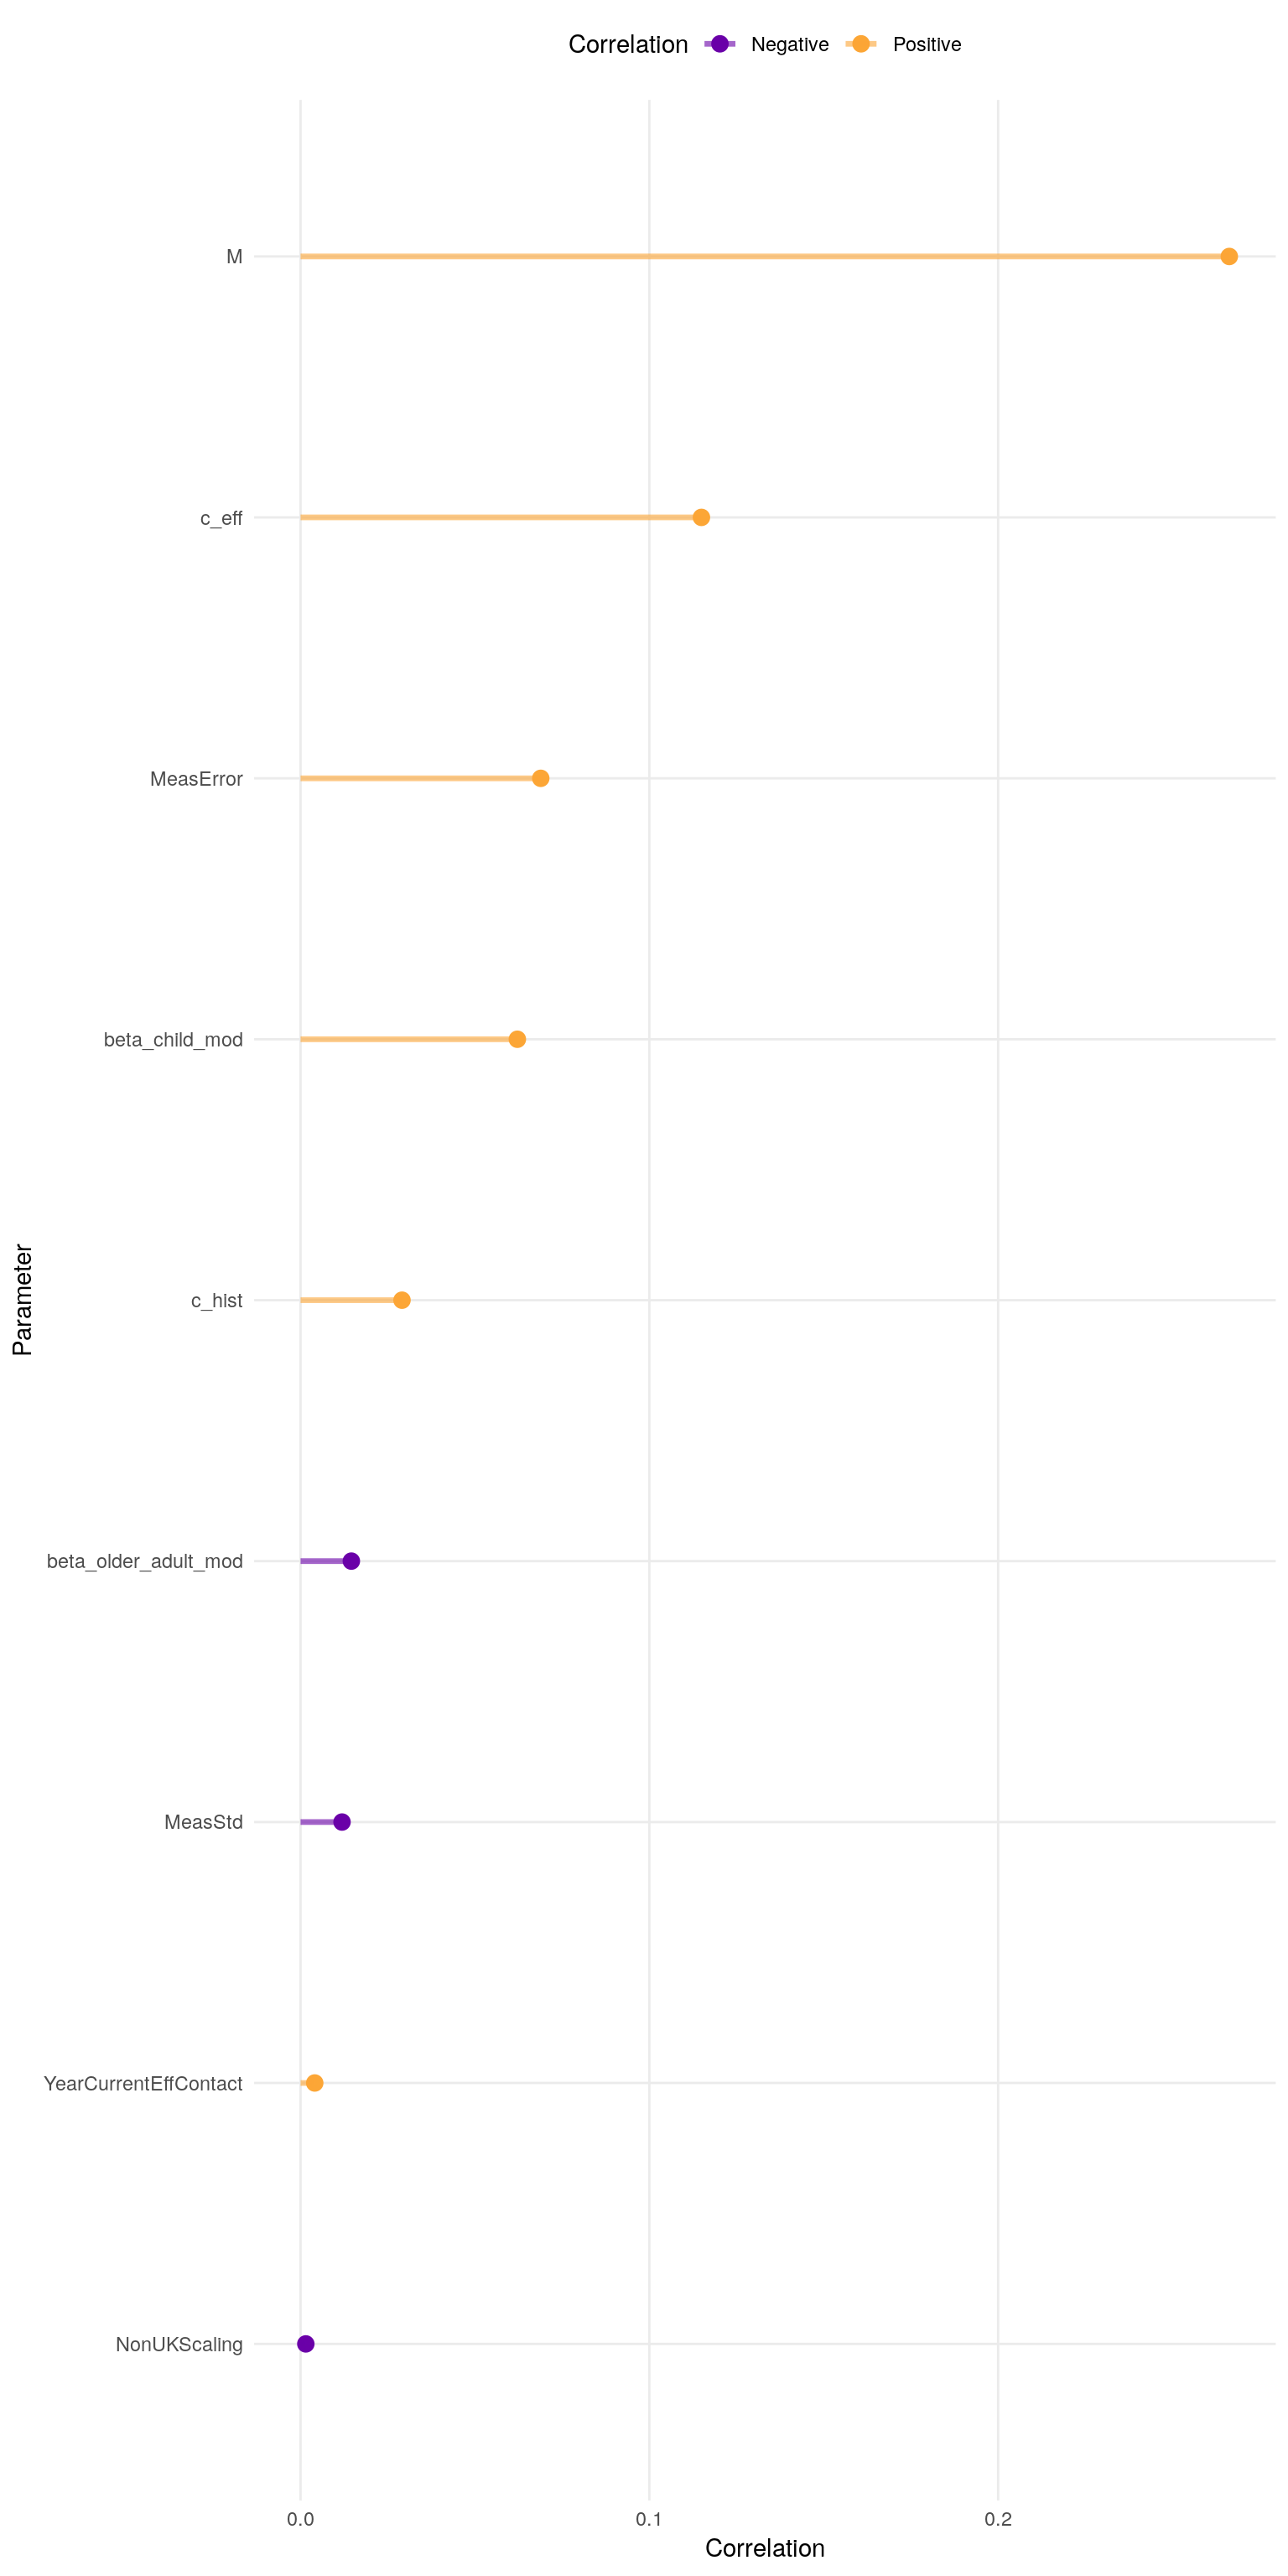 Correlation Negative Positive
M
c_eff
MeasError
beta_child_mod
Parameter
c_hist
beta_older_adult_mod
MeasStd
YearCurrentEffContact
NonUKScaling
0.0 0.1 0.2
Correlation